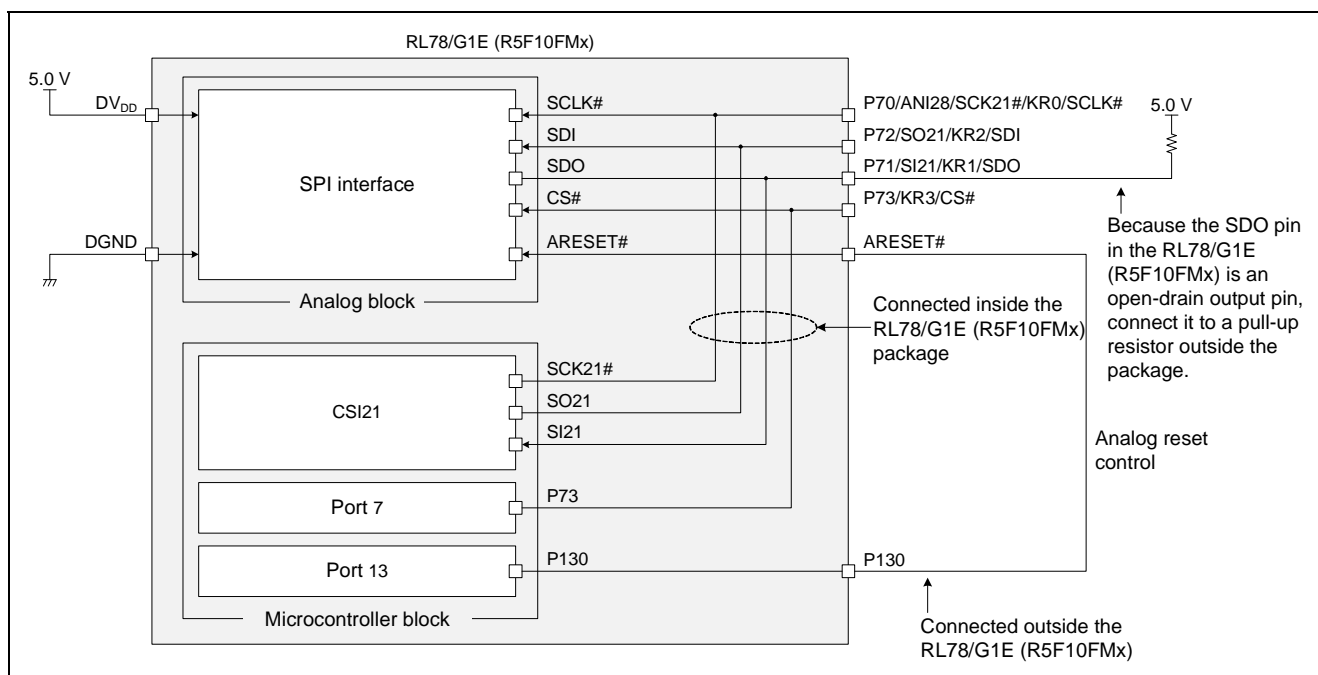 RL78/G1E (R5F10FMx)
5.0 V
DVDD
SPI interface
DGND
Analog block
SCLK#
SDI
SDO
CS#
ARESET#
P70/ANI28/SCK21#/KR0/SCLK#
P72/SO21/KR2/SDI
P71/SI21/KR1/SDO
P73/KR3/CS#
ARESET#
5.0 V
Because the SDO pin
in the RL78/G1E
(R5F10FMx) is an
open-drain output pin,
connect it to a pull-up
resistor outside the
package.
Connected inside the
RL78/G1E (R5F10FMx)
package
CSI21
SCK21#
SO21
SI21
Analog reset
control
Port 7
P73
Port 13
P130
P130
Microcontroller block
Connected outside the
RL78/G1E (R5F10FMx)